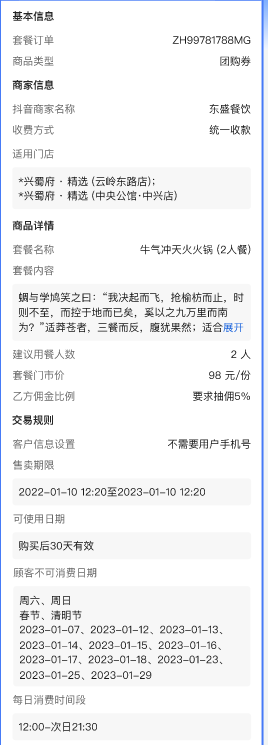 基本信息
套餐订单 ZH99781788MG
商品类型 团购券
商家信息
抖音商家名称 东盛餐饮
收费方式 统一收款
适用门店
*兴蜀府 · 精选 (云岭东路店);
*兴蜀府 · 精选 (中央公馆·中兴店)
商品详情
套餐名称 牛气冲天火火锅 (2人餐)
套餐内容
蜩与学鸠笑之曰：“我决起而飞，抢榆枋而止，时
则不至，而控于地而已矣，奚以之九万里而南
为？”适莽苍者，三餐而反，腹犹果然；适合展开
建议用餐人数 2 人
套餐门市价 98 元/份
乙方佣金比例 要求抽佣5%
交易规则
客户信息设置 不需要用户手机号
售卖期限
2022-01-10 12:20至2023-01-10 12:20
可使用日期
购买后30天有效
顾客不可消费日期
周六、周日
春节、清明节
2023-01-07、2023-01-12、2023-01-13、
2023-01-14、2023-01-15、2023-01-16、
2023-01-17、2023-01-18、2023-01-23、
2023-01-25、2023-01-29
每日消费时间段
12:00-次日21:30